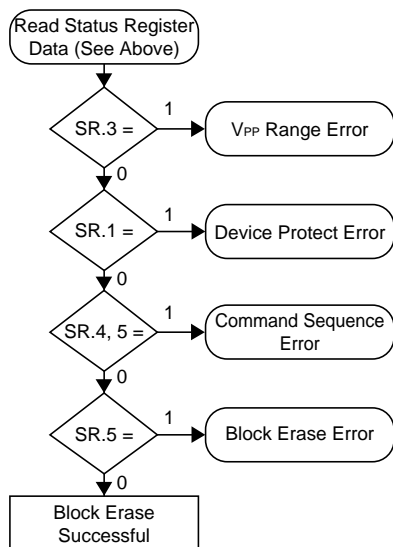 Read Status Register
Data (See Above)
SR.3 =
1
VPP Range Error
0
SR.1 =
1
Device Protect Error
0
SR.4, 5 =
1
Command Sequence
Error
0
SR.5 =
1
Block Erase Error
0
Block Erase
Successful